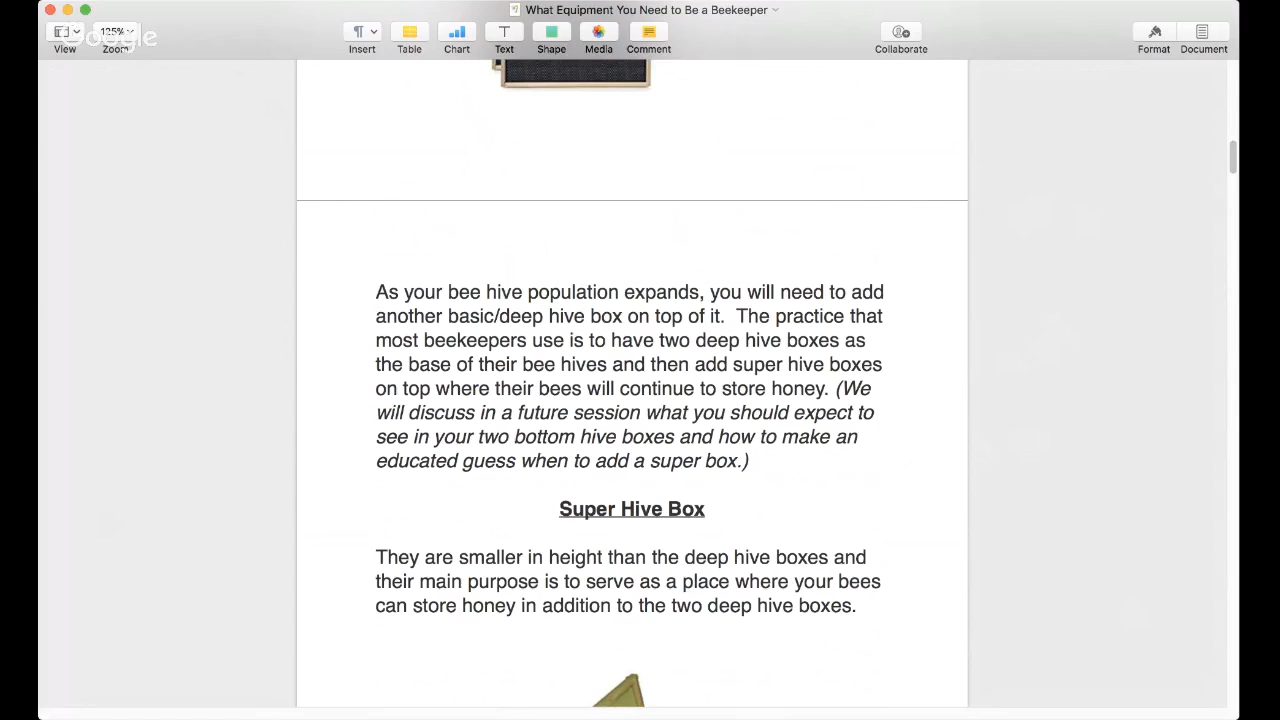 What Equipment You Need to Be a Beekeeper
125%
Google
View
Zoom
Insert
Table
Chart
Text
Shape
Media
Comment
Collaborate
Format
Document
As your bee hive population expands, you will need to add
another basic/deep hive box on top of it.  The practice that
most beekeepers use is to have two deep hive boxes as
the base of their bee hives and then add super hive boxes
on top where their bees will continue to store honey. (We
will discuss in a future session what you should expect to
see in your two bottom hive boxes and how to make an
educated guess when to add a super box.)
Super Hive Box
They are smaller in height than the deep hive boxes and
their main purpose is to serve as a place where your bees
can store honey in addition to the two deep hive boxes.